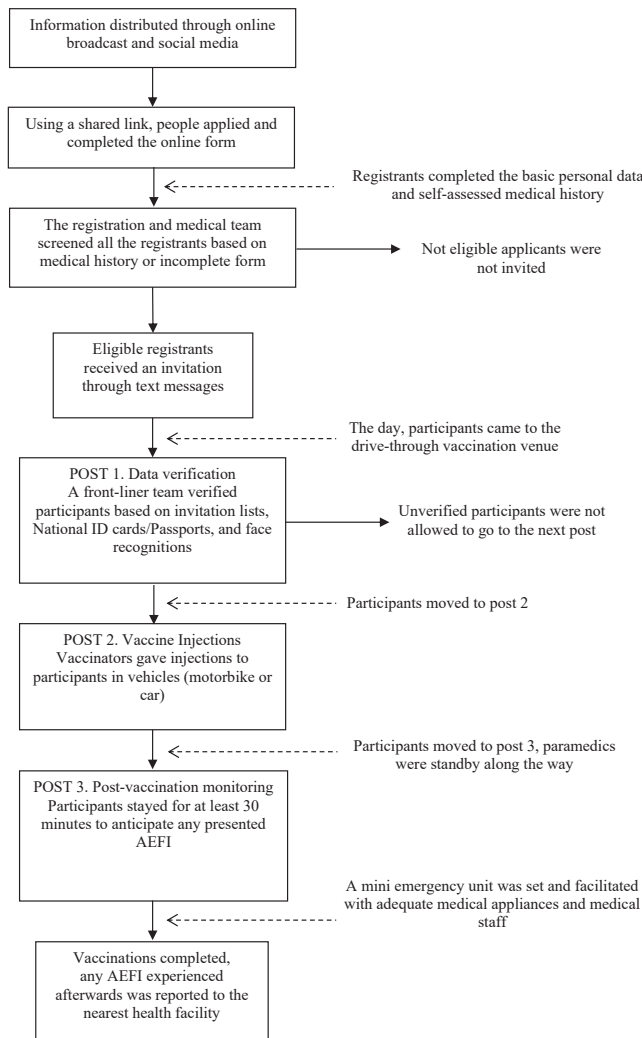 Information distributed through online
broadcast and social media
Using a shared link, people applied and
completed the online form
Registrants completed the basic personal data
and self-assessed medical history
The registration and medical team
screened all the registrants based on
medical history or incomplete form
Not eligible applicants were
not invited
Eligible registrants
received an invitation
through text messages
The day, participants came to the
drive-through vaccination venue
POST 1. Data verification
A front-liner team verified
participants based on invitation lists,
National ID cards/Passports, and face
recognitions
Unverified participants were not
allowed to go to the next post
Participants moved to post 2
POST 2. Vaccine Injections
Vaccinators gave injections to
participants in vehicles (motorbike or
car)
Participants moved to post 3, paramedics
were standby along the way
POST 3. Post-vaccination monitoring
Participants stayed for at least 30
minutes to anticipate any presented
AEFI
A mini emergency unit was set and facilitated
with adequate medical appliances and medical
staff
Vaccinations completed,
any AEFI experienced
afterwards was reported to the
nearest health facility